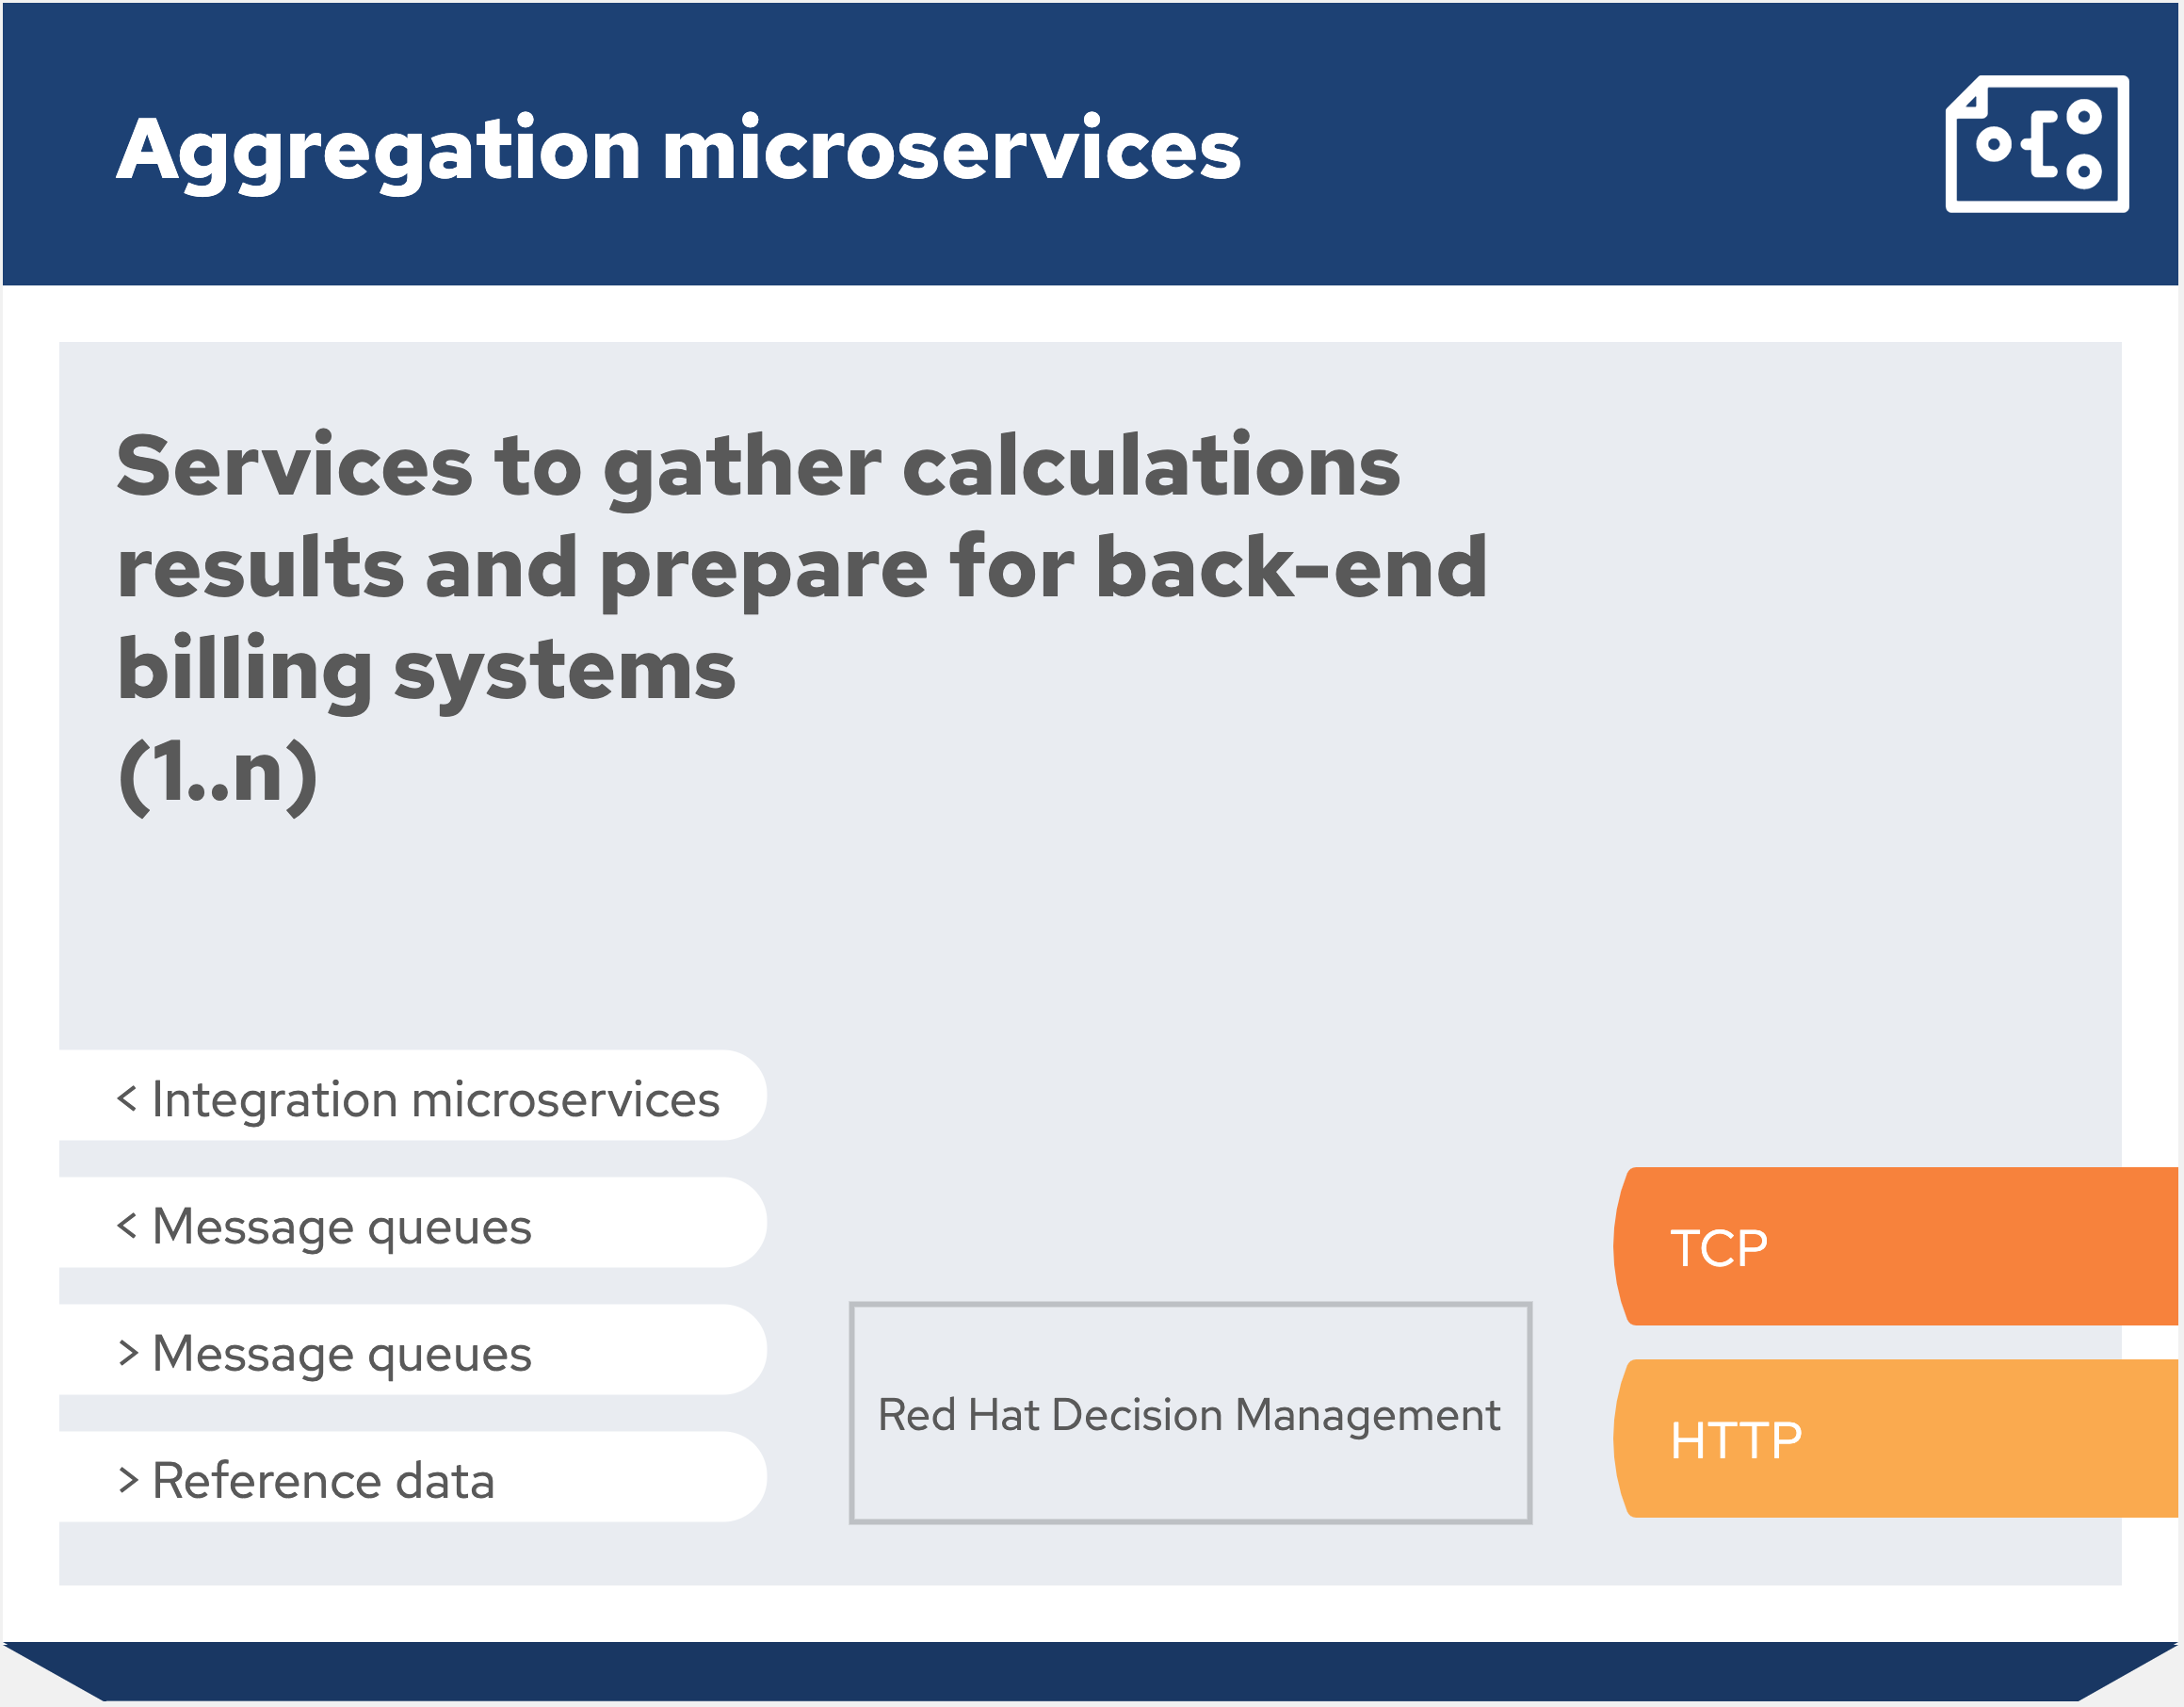 Aggregation microservices
Services to gather calculations
results and prepare for back-end
billing systems
(1..n)
< Integration microservices
< Message queues
> Message queues
> Reference data
Red Hat Decision Management
TCP
HTTP